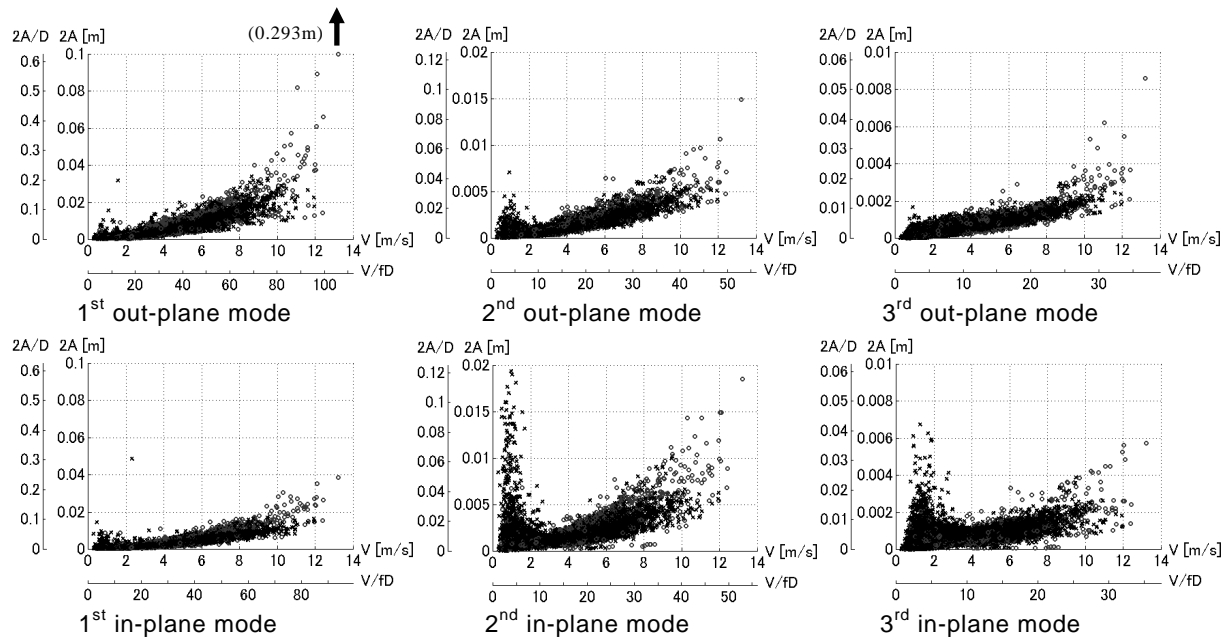 (0.293m)
2A/D 2A [m]
0.1
0.08
0.06
0.04
0.02
0
0.6
0.5
0.4
0.3
0.2
0.1
0
0 2 4 6 8 10 12 14
V [m/s]
0 20 40 60 80 100
V/fD
1st out-plane mode
2A/D 2A [m]
0.02
0.015
0.01
0.005
0
0.12
0.1
0.08
0.06
0.04
0.02
0
0 2 4 6 8 10 12 14
V [m/s]
0 10 20 30 40 50
V/fD
2nd out-plane mode
2A/D 2A [m]
0.01
0.008
0.006
0.004
0.002
0
0.06
0.05
0.04
0.03
0.02
0.01
0
0 2 4 6 8 10 12 14
V [m/s]
0 10 20 30
V/fD
3rd out-plane mode
2A/D 2A [m]
0.1
0.08
0.06
0.04
0.02
0
0.6
0.5
0.4
0.3
0.2
0.1
0
0 2 4 6 8 10 12 14
V [m/s]
0 20 40 60 80
V/fD
1st in-plane mode
2A/D 2A [m]
0.02
0.015
0.01
0.005
0
0.12
0.1
0.08
0.06
0.04
0.02
0
0 2 4 6 8 10 12 14
V [m/s]
0 10 20 30 40 50
V/fD
2nd in-plane mode
2A/D 2A [m]
0.01
0.008
0.006
0.004
0.002
0
0.06
0.05
0.04
0.03
0.02
0.01
0
0 2 4 6 8 10 12 14
V [m/s]
0 10 20 30
V/fD
3rd in-plane mode